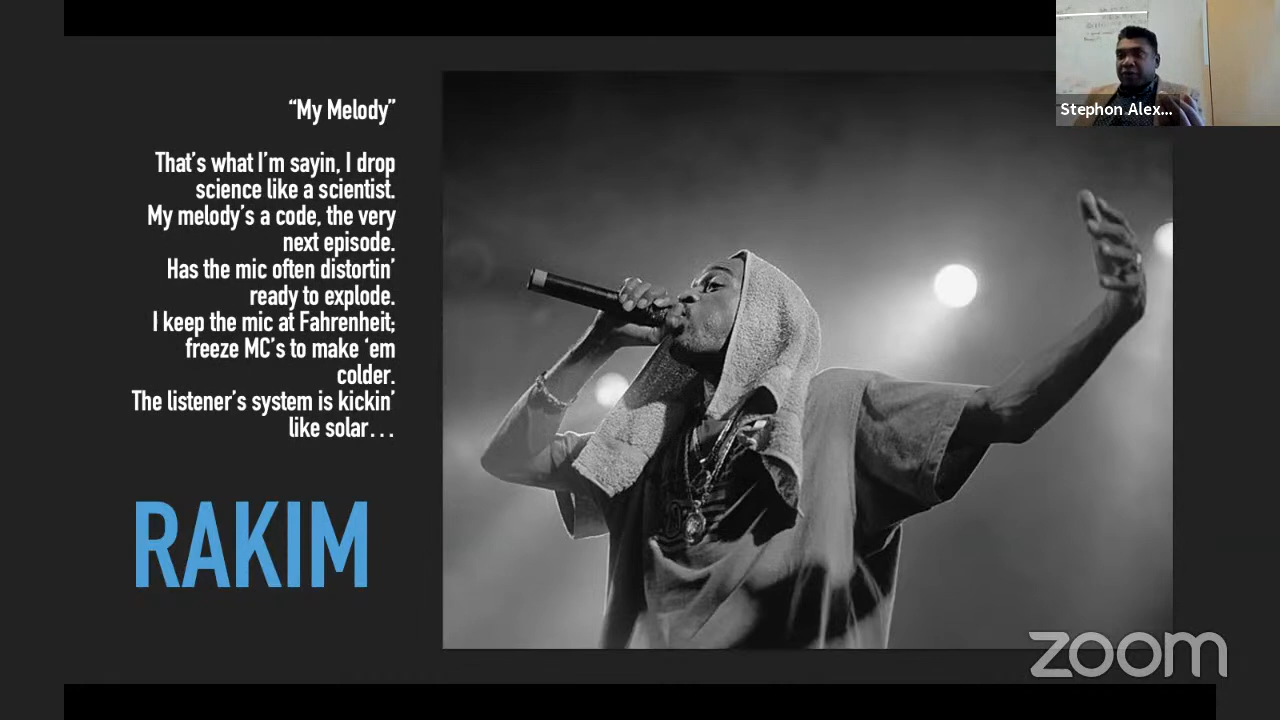 “My Melody”
That’s what I’m sayin, I drop
science like a scientist.
My melody’s a code, the very
next episode.
Has the mic often distortin’
ready to explode.
I keep the mic at Fahrenheit;
freeze MC’s to make ‘em
colder.
The listener’s system is kickin’
like solar...
RAKIM
Stephon Alex...
zoom